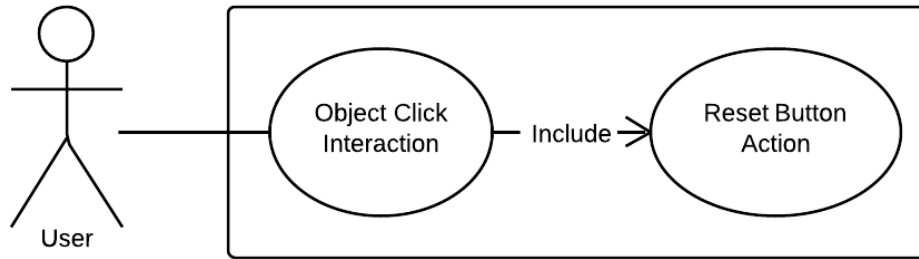 Object Click
Interaction
Include
Reset Button
Action
User